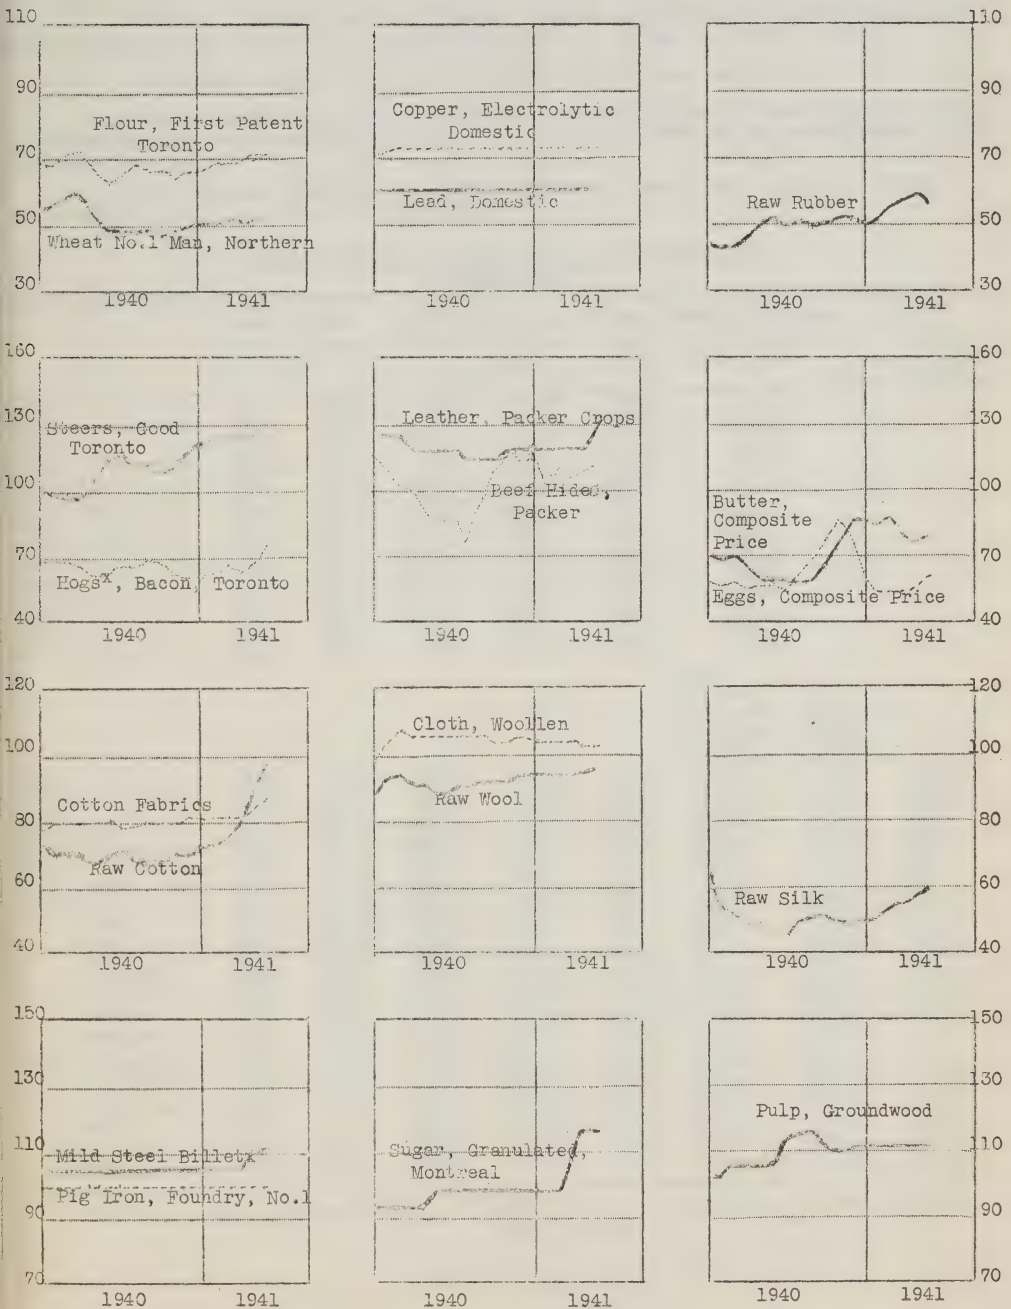 110
110
90
90
Flour, First Patent
Toronto
Copper, Electrolytic
Domestic
70
70
Lead, Domestic
Raw Rubber
50
50
Wheat No.1 Man, Northern
30
30
1940
1941
1940
1941
1940
1941
160
160
130
130
Steers, Good
Toronto
Leather, Packer Crops
100
100
Beef Hides,
Packer
Butter,
Composite
Price
70
70
Hogsx, Bacon, Toronto
Eggs, Composite Price
40
40
1940
1941
1940
1941
1940
1941
120
120
Cloth, Woollen
100
100
Cotton Fabrics
Raw Wool
80
80
Raw Cotton
60
60
Raw Silk
40
40
1940
1941
1940
1941
1940
1941
150
150
130
130
Pulp, Groundwood
110
110
Mild Steel Billetx
Sugar, Granulated,
Montreal
Pig Iron, Foundry, No.1
90
90
70
70
1940
1941
1940
1941
1940
1941